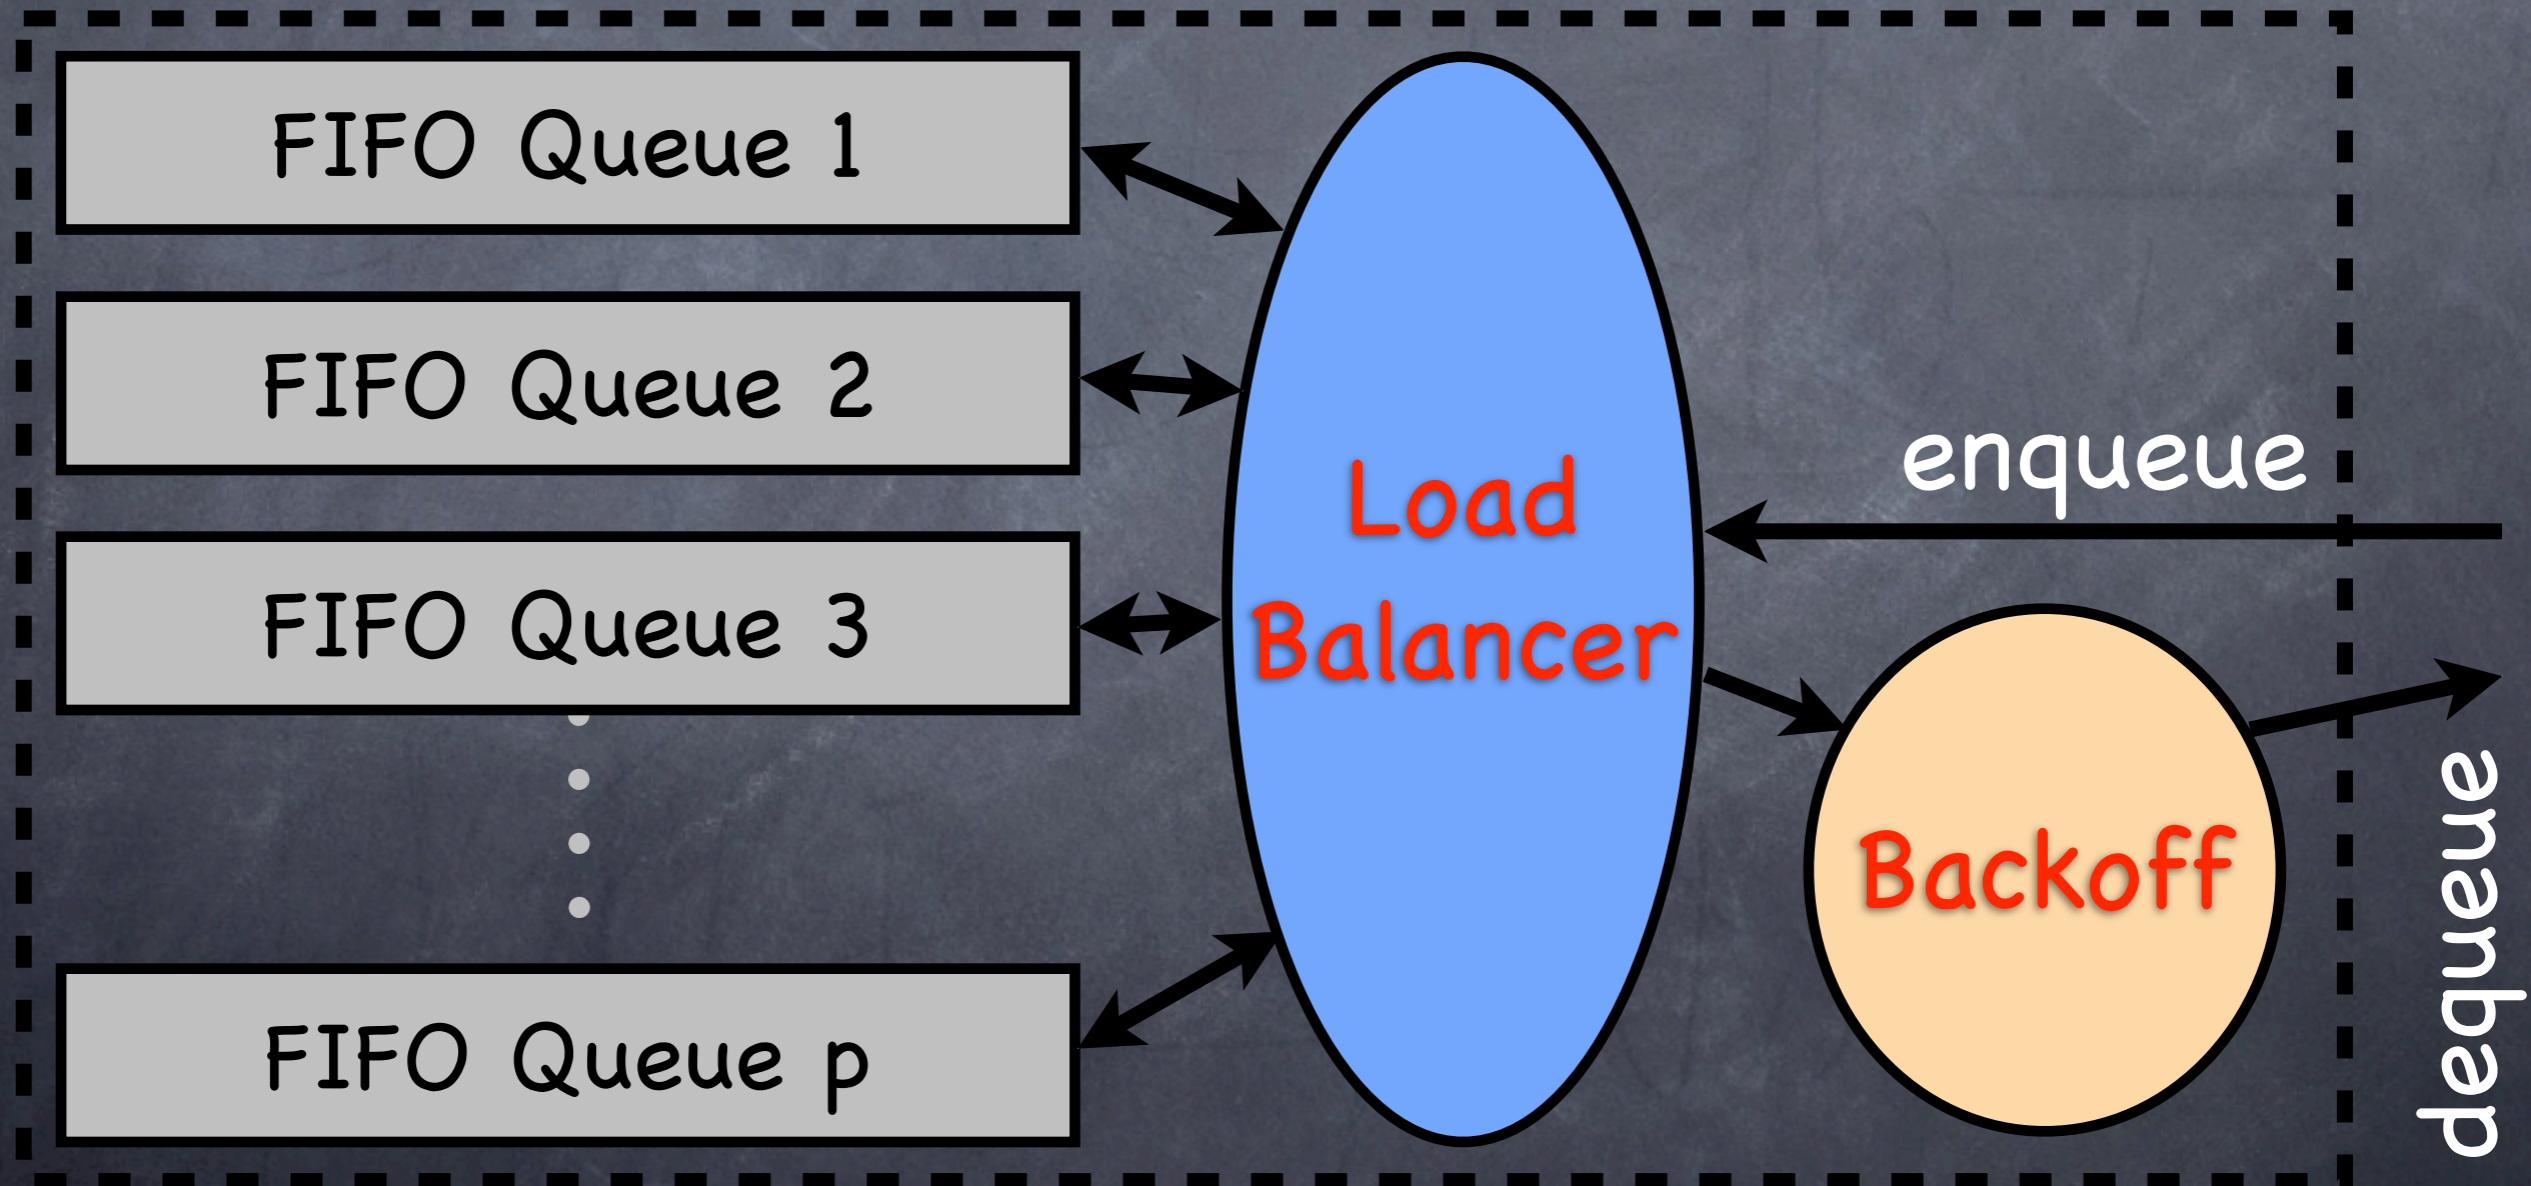 FIFO Queue 1
FIFO Queue 2
FIFO Queue 3
FIFO Queue p
Load
Balancer
enqueue
Backoff
dequeue